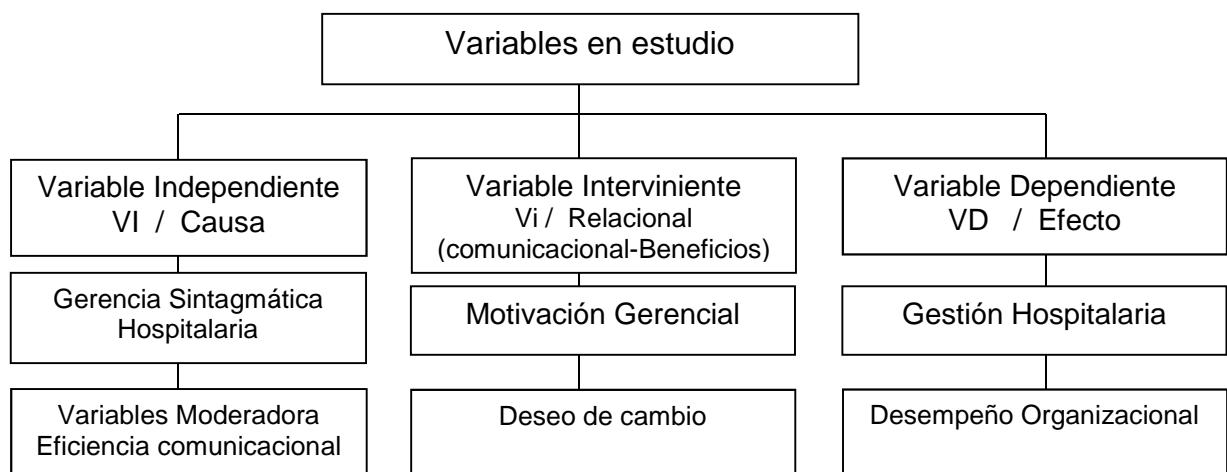 Variables en estudio
Variable Independiente
VI / Causa
Gerencia Sintagmática
Hospitalaria
Variables Moderadora
Eficiencia comunicacional
Variable Interviniente
Vi / Relacional
(comunicacional-Beneficios)
Motivación Gerencial
Deseo de cambio
Variable Dependiente
VD / Efecto
Gestión Hospitalaria
Desempeño Organizacional